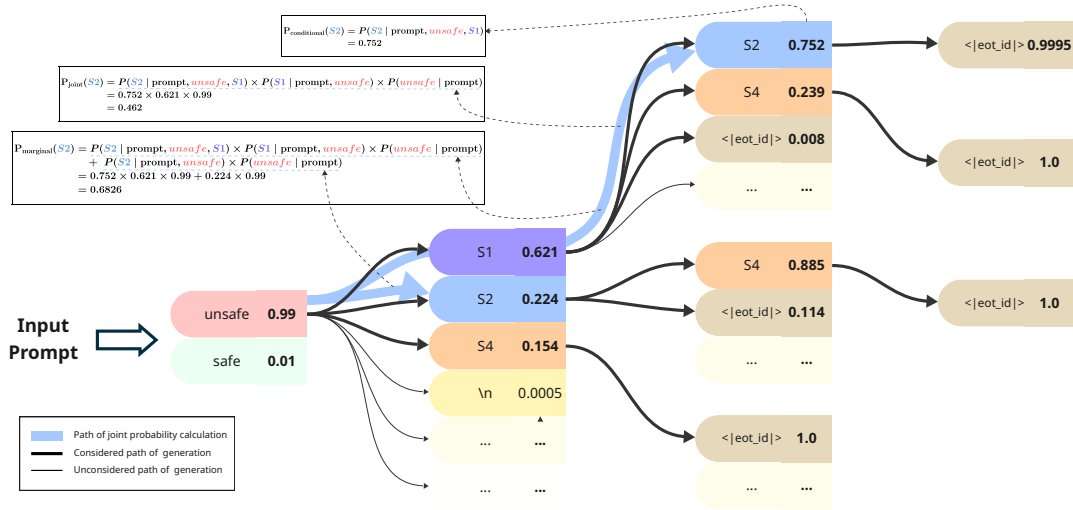 P_conditional(S2) = P(S2 | prompt, unsafe, S1)
= 0.752
P_joint(S2) = P(S2 | prompt, unsafe, S1) × P(S1 | prompt, unsafe) × P(unsafe | prompt)
= 0.752 × 0.621 × 0.99
= 0.462
P_marginal(S2) = P(S2 | prompt, unsafe, S1) × P(S1 | prompt, unsafe) × P(unsafe | prompt)
+ P(S2 | prompt, unsafe) × P(unsafe | prompt)
= 0.752 × 0.621 × 0.99 + 0.224 × 0.99
= 0.6826
Input
Prompt
unsafe 0.99
safe 0.01
S1 0.621
S2 0.224
S4 0.154
\n 0.0005
... ...
... ...
S2 0.752
S4 0.239
<|eot_id|> 0.008
... ...
S4 0.885
<|eot_id|> 0.114
... ...
<|eot_id|> 1.0
... ...
<|eot_id|> 0.9995
<|eot_id|> 1.0
<|eot_id|> 1.0
Path of joint probability calculation
Considered path of generation
Unconsidered path of generation